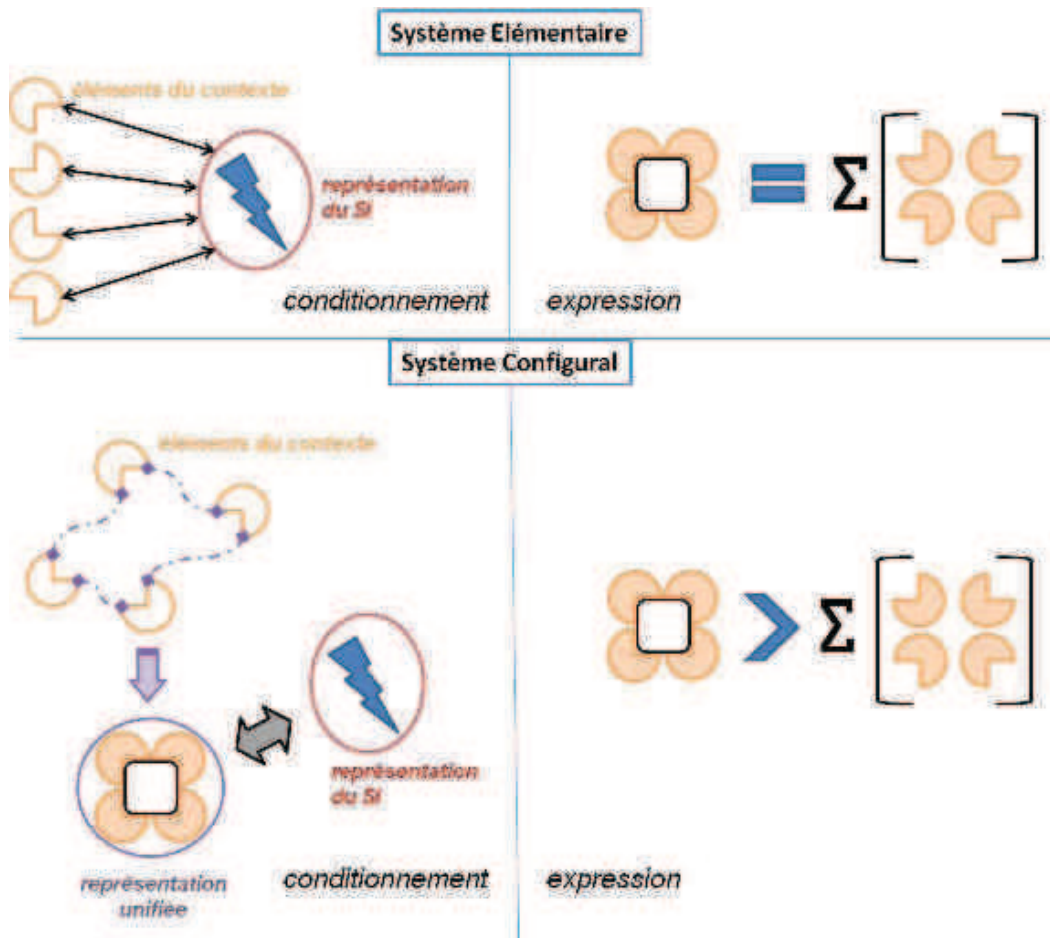 Système Elémentaire
éléments du contexte
représentation
du SI
conditionnement
expression
= Σ
Système Configural
éléments du contexte
représentation
du SI
représentation
unifiée
conditionnement
expression
> Σ